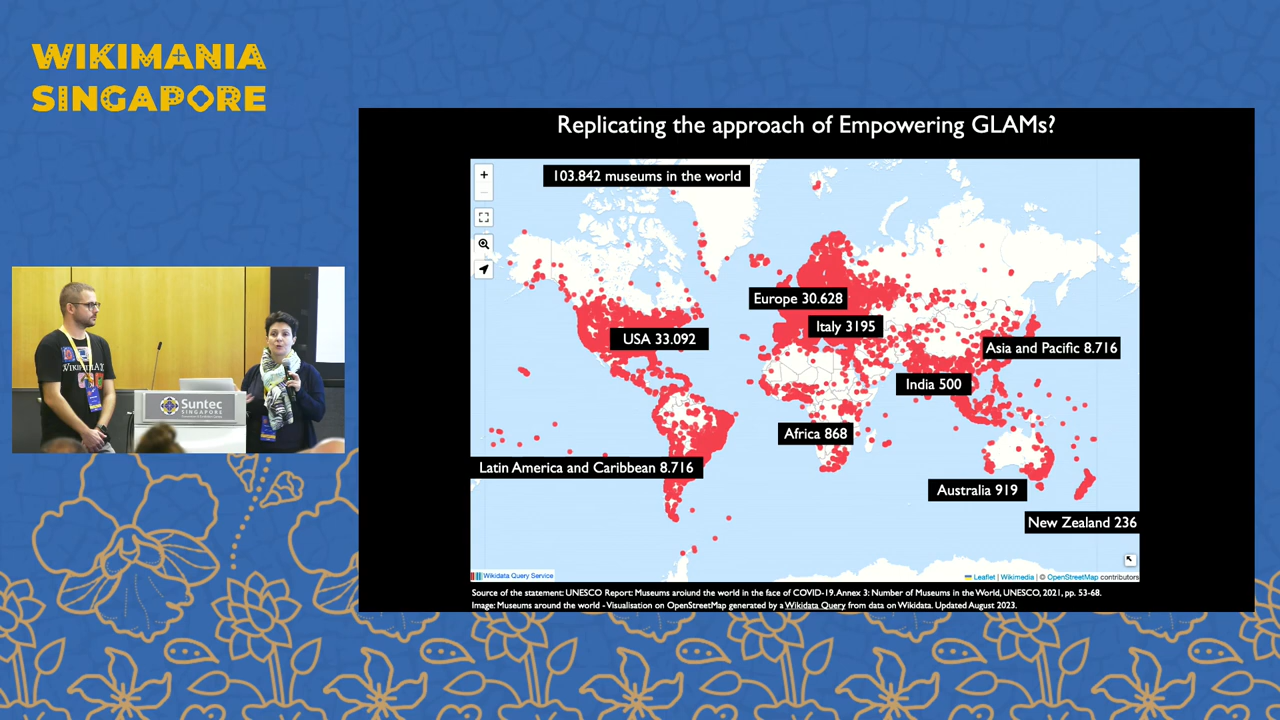 WIKIMANIA
SINGAPORE
Replicating the approach of Empowering GLAMs?
+
103.842 museums in the world
Europe 30.628
Italy 3195
USA 33.092
Asia and Pacific 8.716
India 500
Africa 868
Latin America and Caribbean 8.716
Australia 919
New Zealand 236
Wikidata Query Service
Leaflet | Wikimedia | © OpenStreetMap contributors
Source of the statement: UNESCO Report: Museums aroiund the world in the face of COVID-19. Annex 3: Number of Museums in the World, UNESCO, 2021, pp. 53-68.
Image: Museums around the world - Visualisation on OpenStreetMap generated by a Wikidata Query from data on Wikidata. Updated August 2023.
Suntec
SINGAPORE